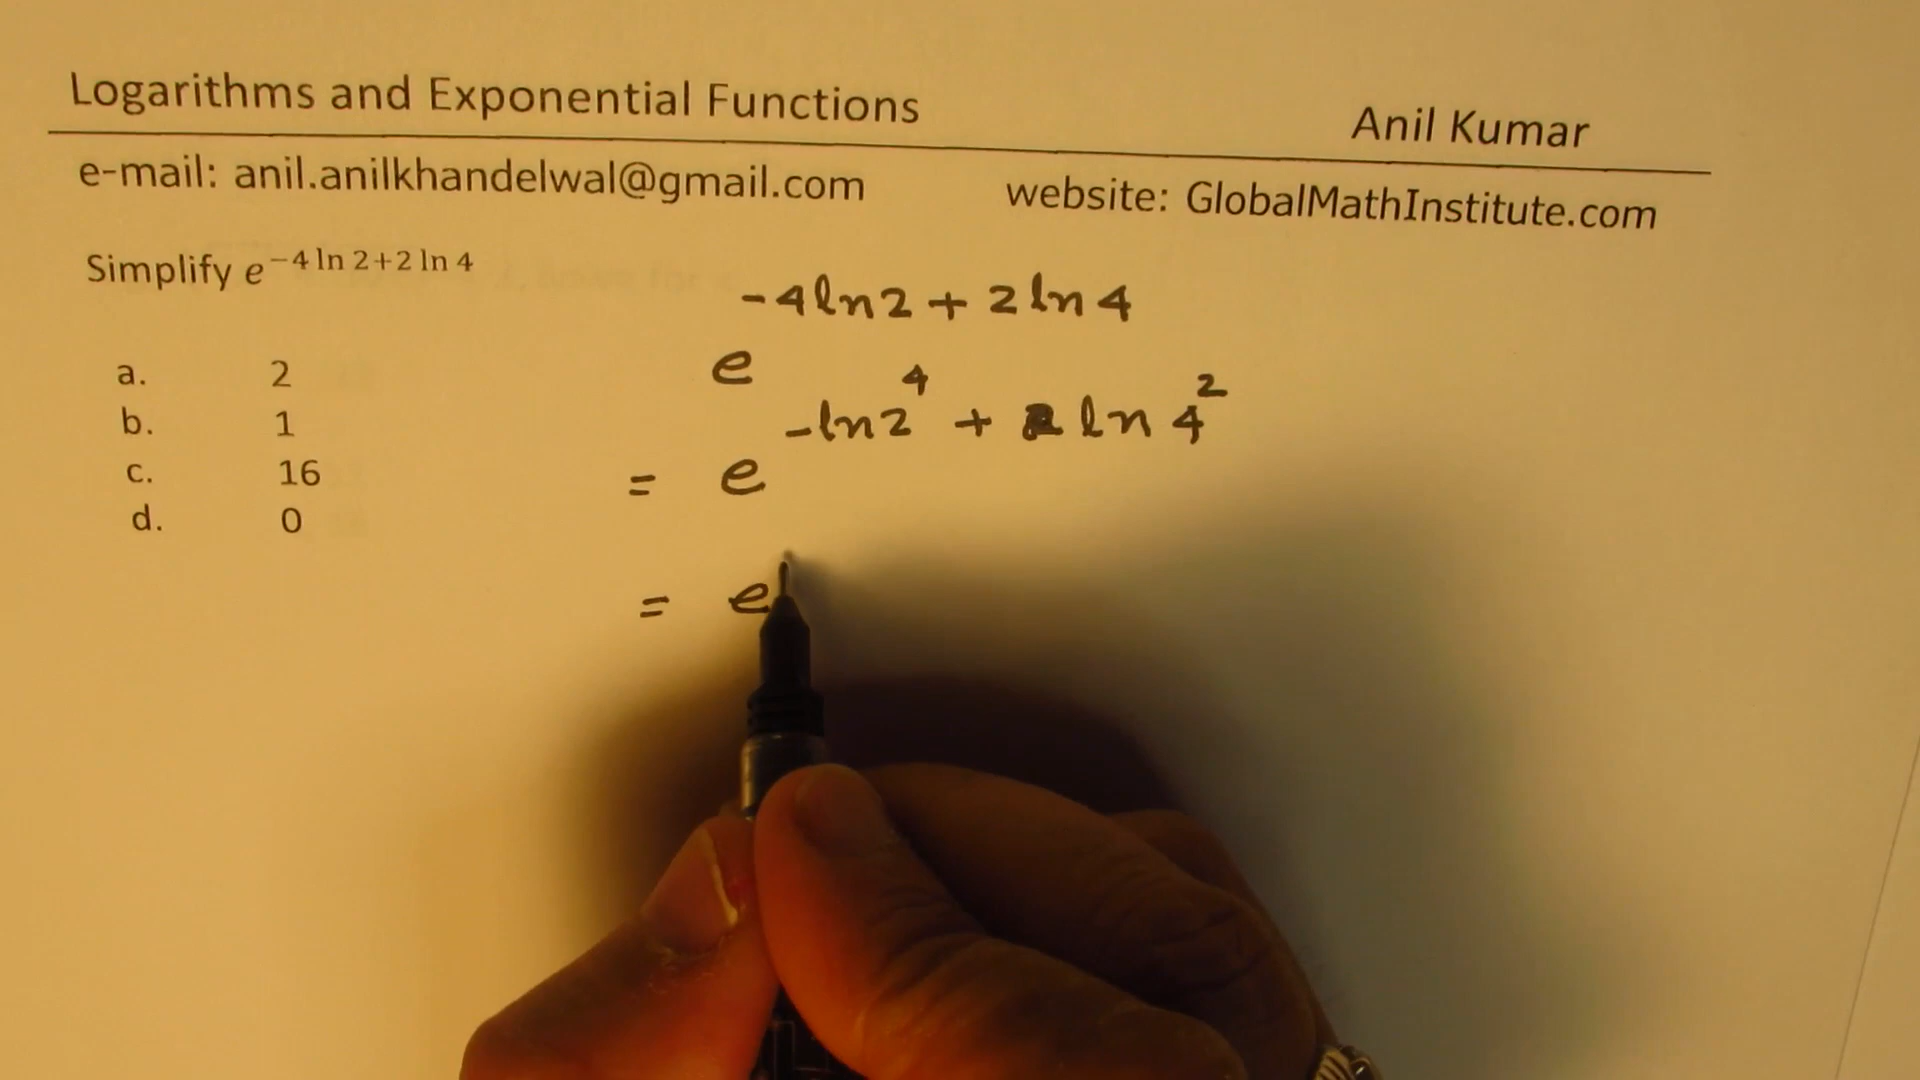 Logarithms and Exponential Functions
Anil Kumar
e-mail: anil.anilkhandelwal@gmail.com
website: GlobalMathInstitute.com
Simplify e^{-4 ln 2+2 ln 4}
a. 2
b. 1
c. 16
d. 0
e^{-4ln2 + 2ln4}
= e^{-ln2^4 + ln4^2}
= e